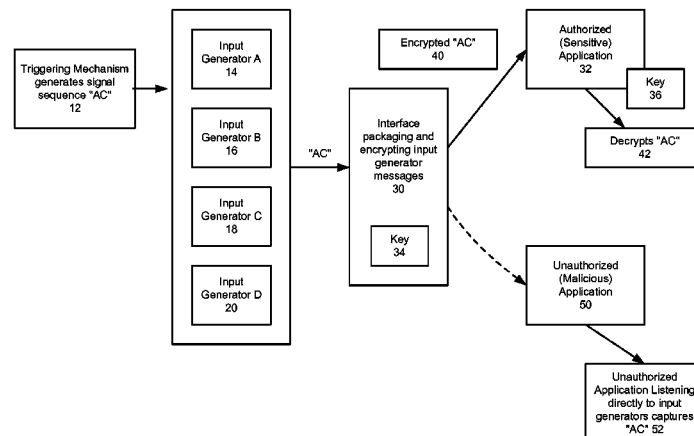 Triggering Mechanism
generates signal
sequence "AC"
12
Input
Generator A
14
Input
Generator B
16
Input
Generator C
18
Input
Generator D
20
"AC"
Interface
packaging and
encrypting input
generator
messages
30
Key
34
Encrypted "AC"
40
Authorized
(Sensitive)
Application
32
Key
36
Decrypts "AC"
42
Unauthorized
(Malicious)
Application
50
Unauthorized
Application Listening
directly to input
generators captures
"AC" 52